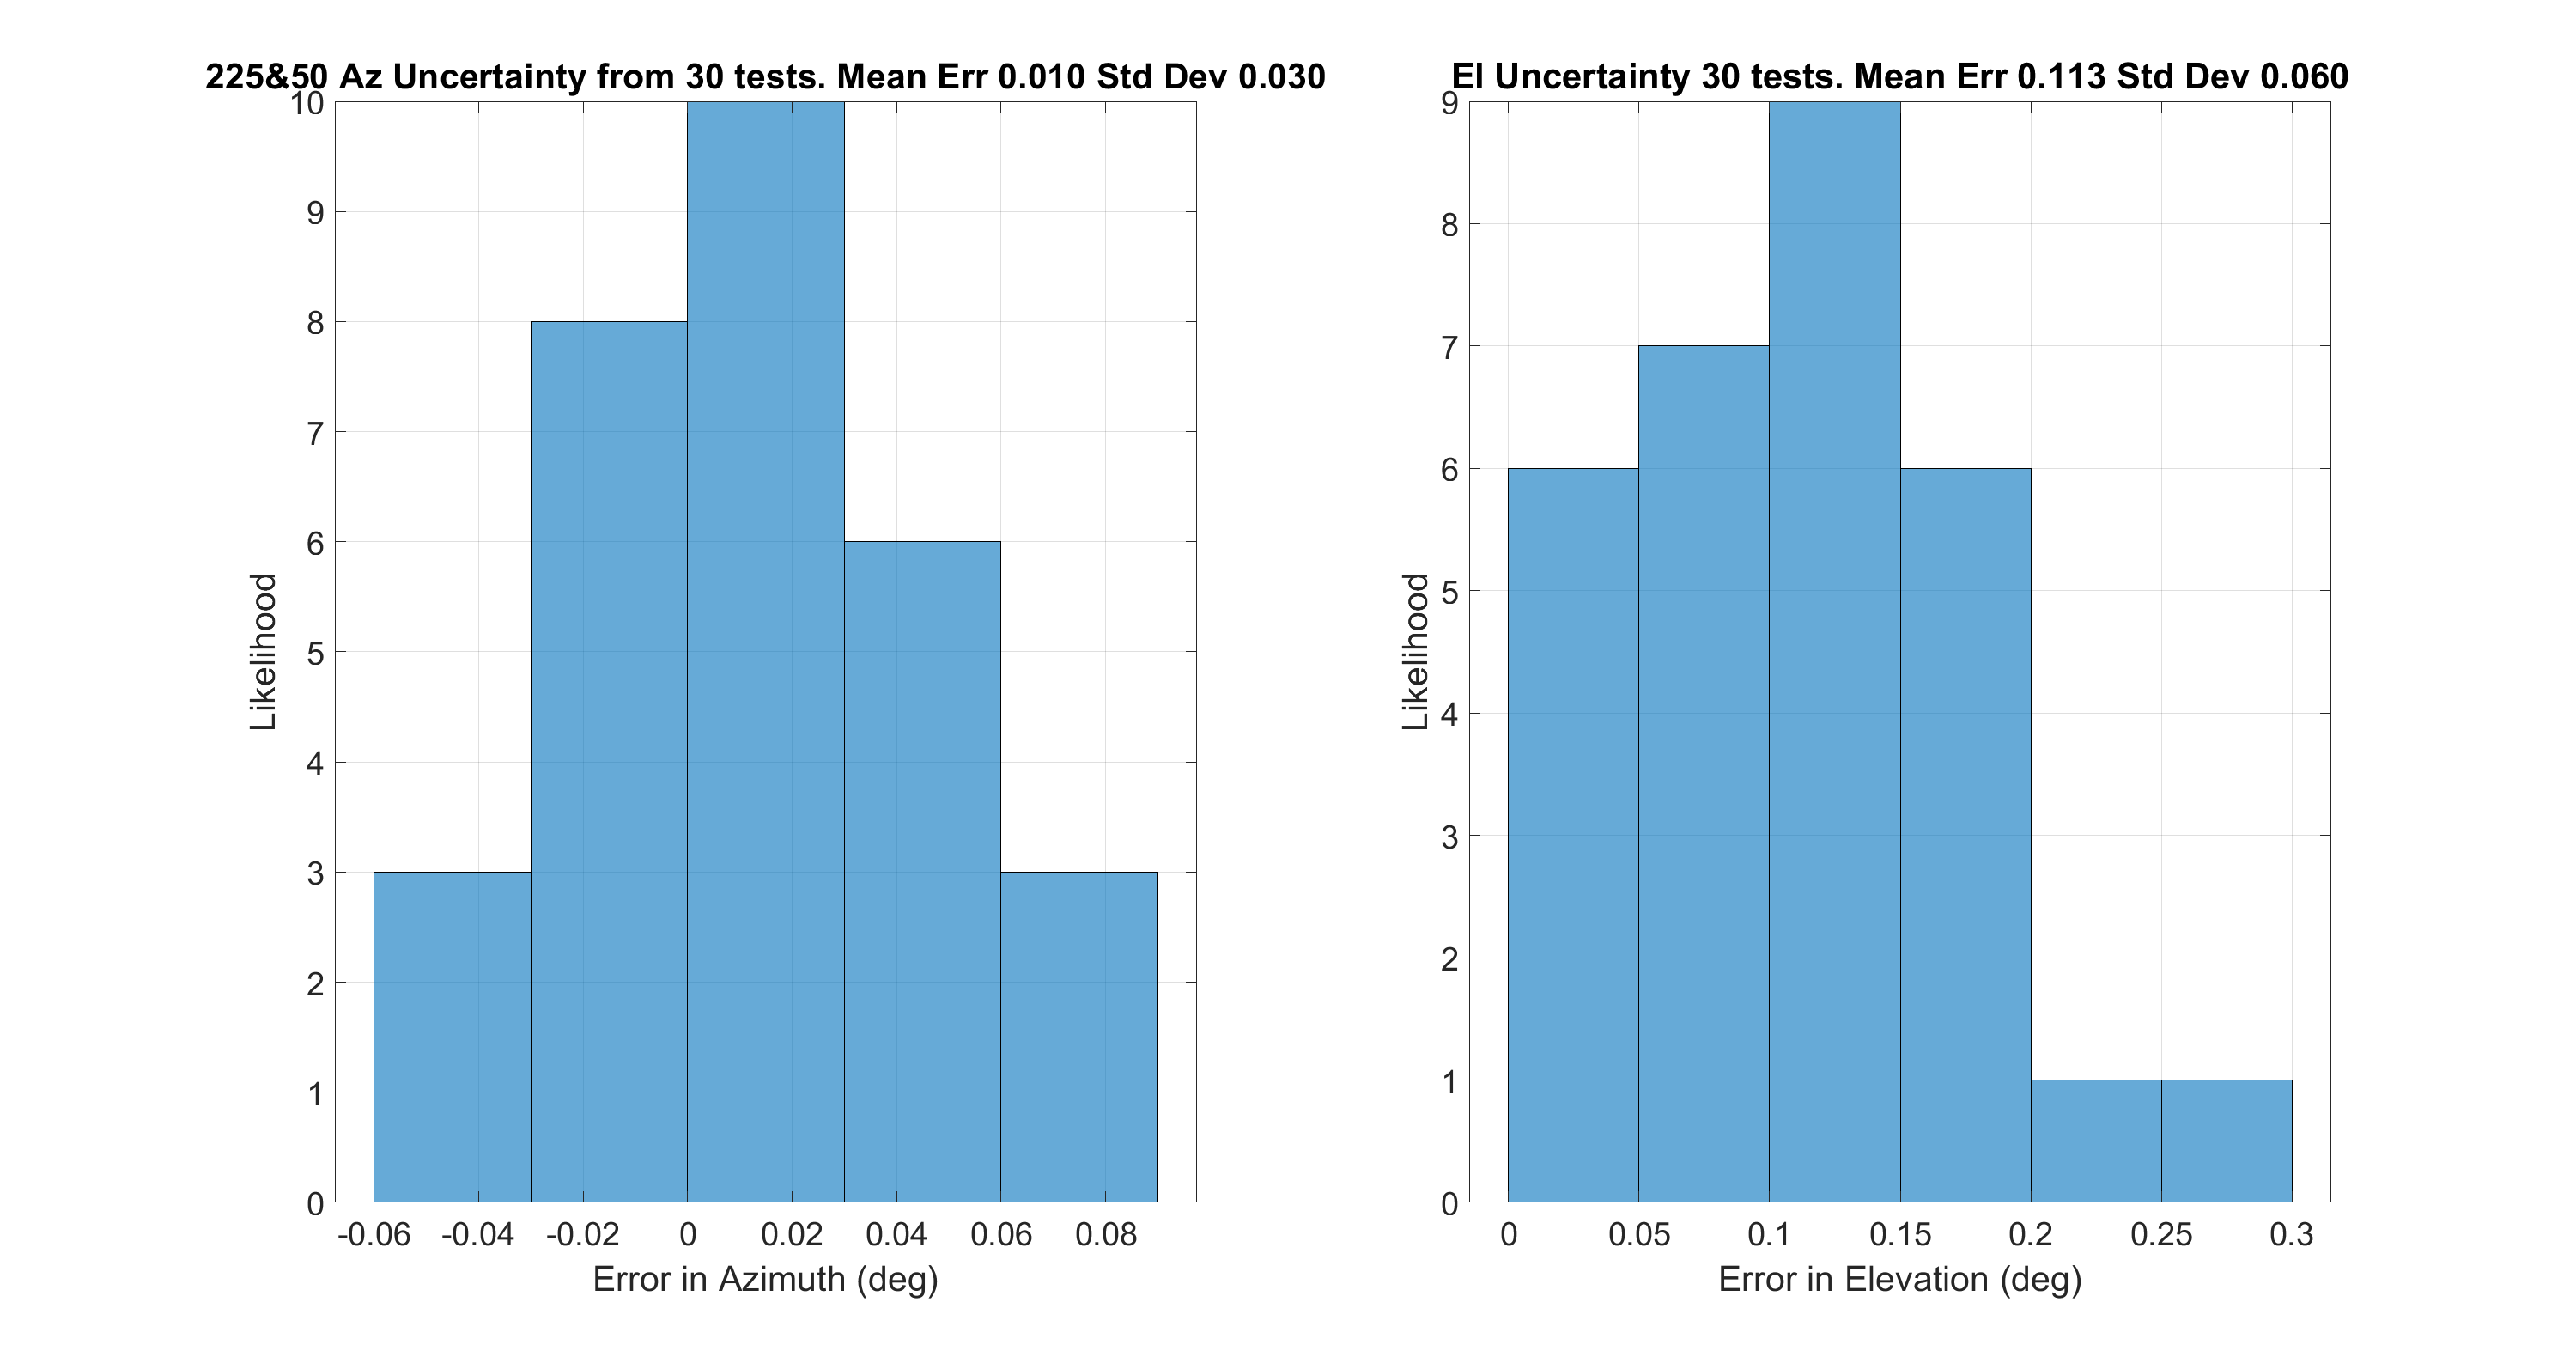 225&50 Az Uncertainty from 30 tests. Mean Err 0.010 Std Dev 0.030
10
9
8
7
6
5
4
3
2
1
0
Likelihood
-0.06 -0.04 -0.02 0 0.02 0.04 0.06 0.08
Error in Azimuth (deg)
El Uncertainty 30 tests. Mean Err 0.113 Std Dev 0.060
9
8
7
6
5
4
3
2
1
0
Likelihood
0 0.05 0.1 0.15 0.2 0.25 0.3
Error in Elevation (deg)